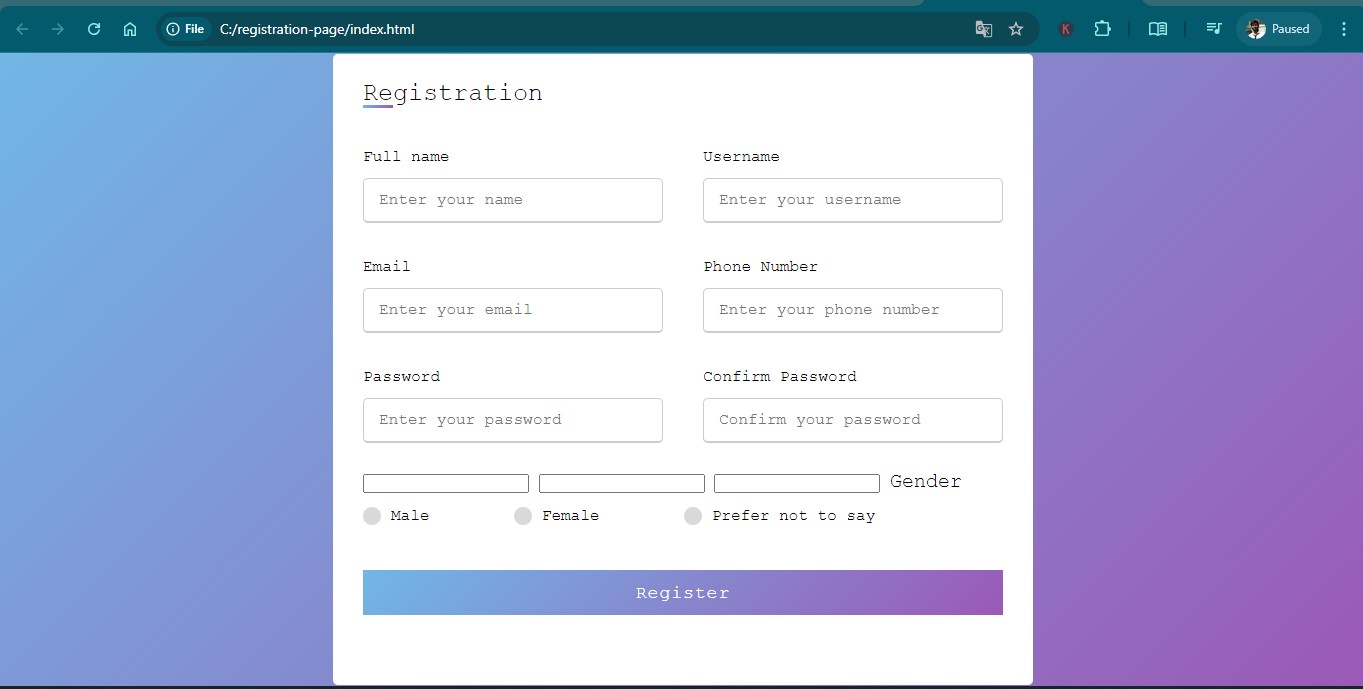 File C:/registration-page/index.html K Paused
Registration
Full name Username
Enter your name Enter your username
Email Phone Number
Enter your email Enter your phone number
Password Confirm Password
Enter your password Confirm your password
Gender
Male Female Prefer not to say
Register